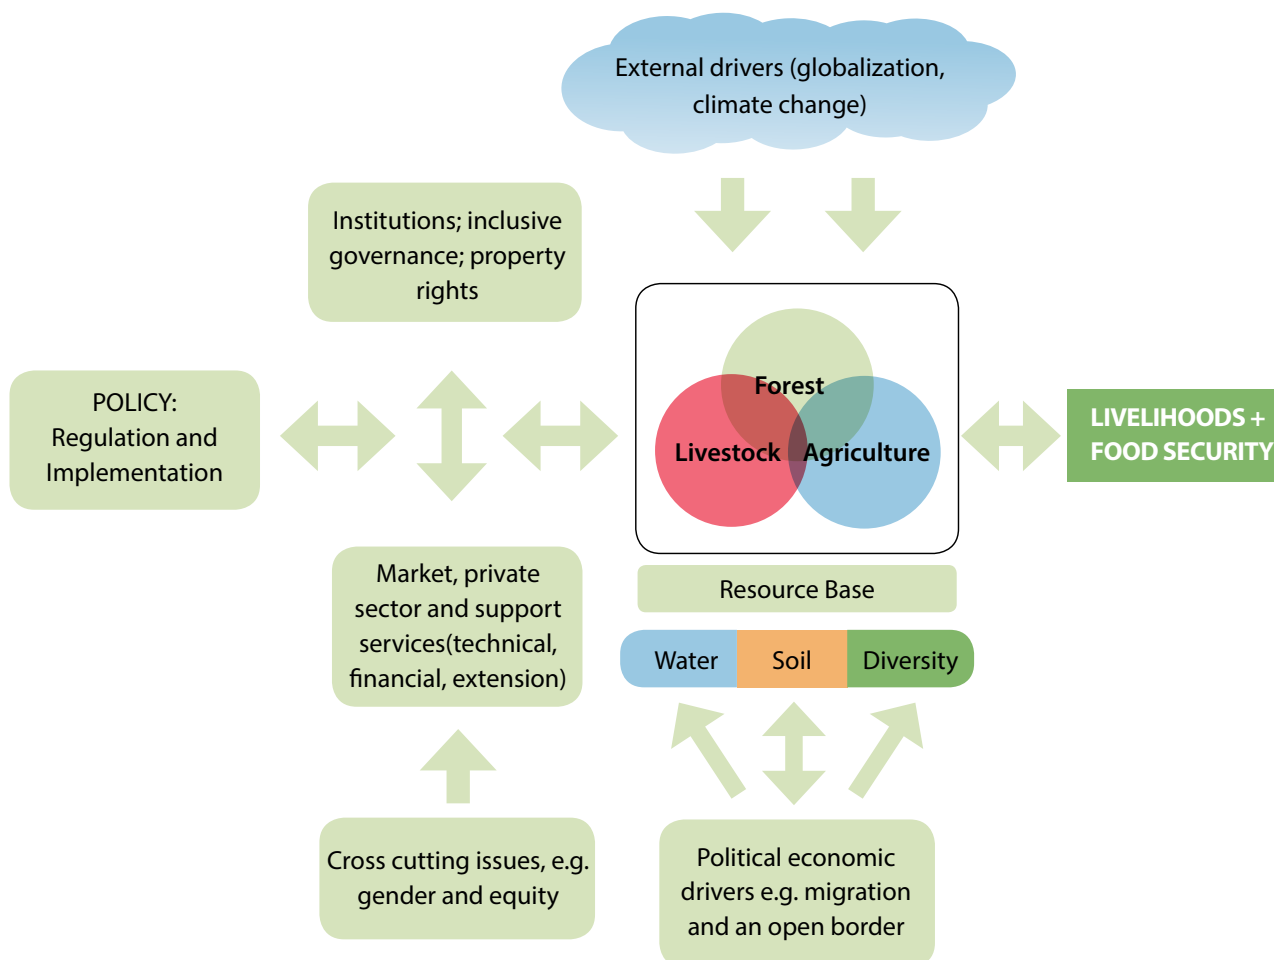 External drivers (globalization,
climate change)
Institutions; inclusive
governance; property
rights
POLICY:
Regulation and
Implementation
Forest
Livestock
Agriculture
LIVELIHOODS +
FOOD SECURITY
Market, private
sector and support
services(technical,
financial, extension)
Resource Base
Water
Soil
Diversity
Cross cutting issues, e.g.
gender and equity
Political economic
drivers e.g. migration
and an open border